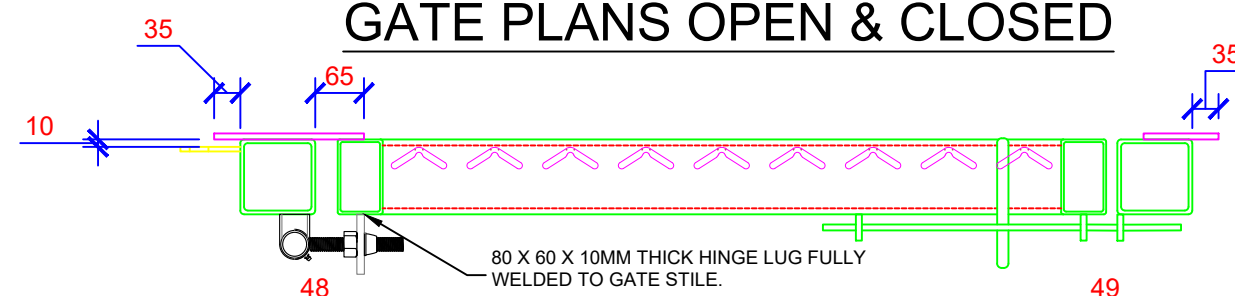 GATE PLANS OPEN & CLOSED
35
65
35
10
80 X 60 X 10MM THICK HINGE LUG FULLY
WELDED TO GATE STILE.
48
49